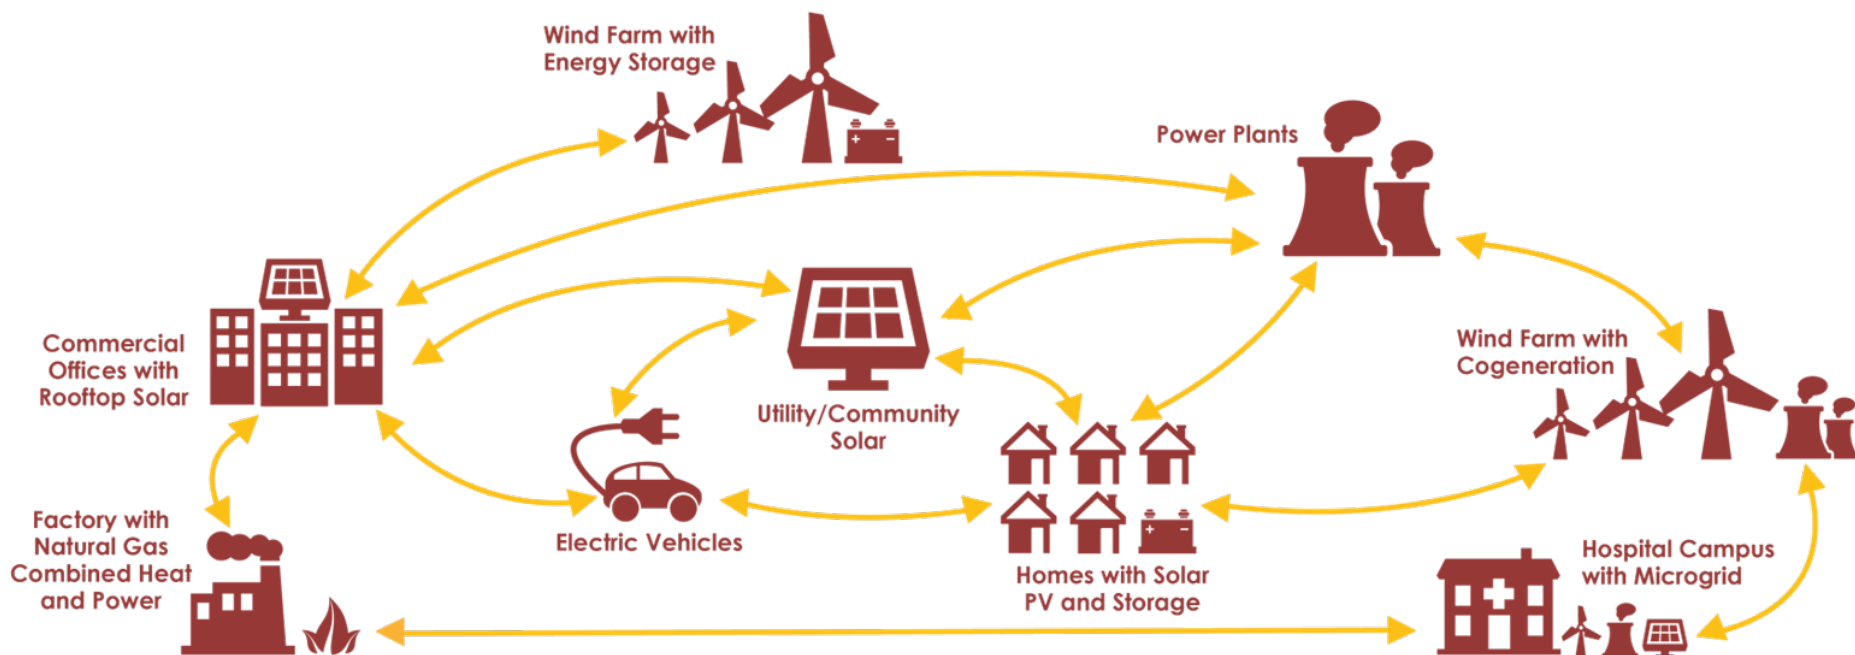 Wind Farm with
Energy Storage
Power Plants
Commercial
Offices with
Rooftop Solar
Utility/Community
Solar
Wind Farm with
Cogeneration
Factory with
Natural Gas
Combined Heat
and Power
Electric Vehicles
Homes with Solar
PV and Storage
Hospital Campus
with Microgrid